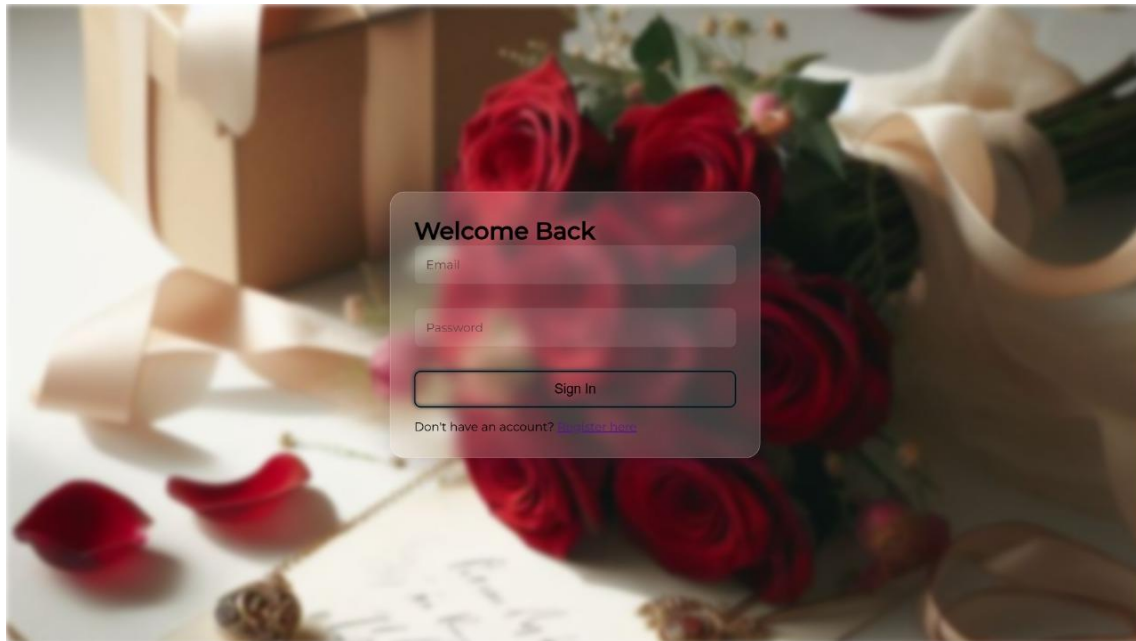 Welcome Back
Email
Password
Sign In
Don't have an account? Register here